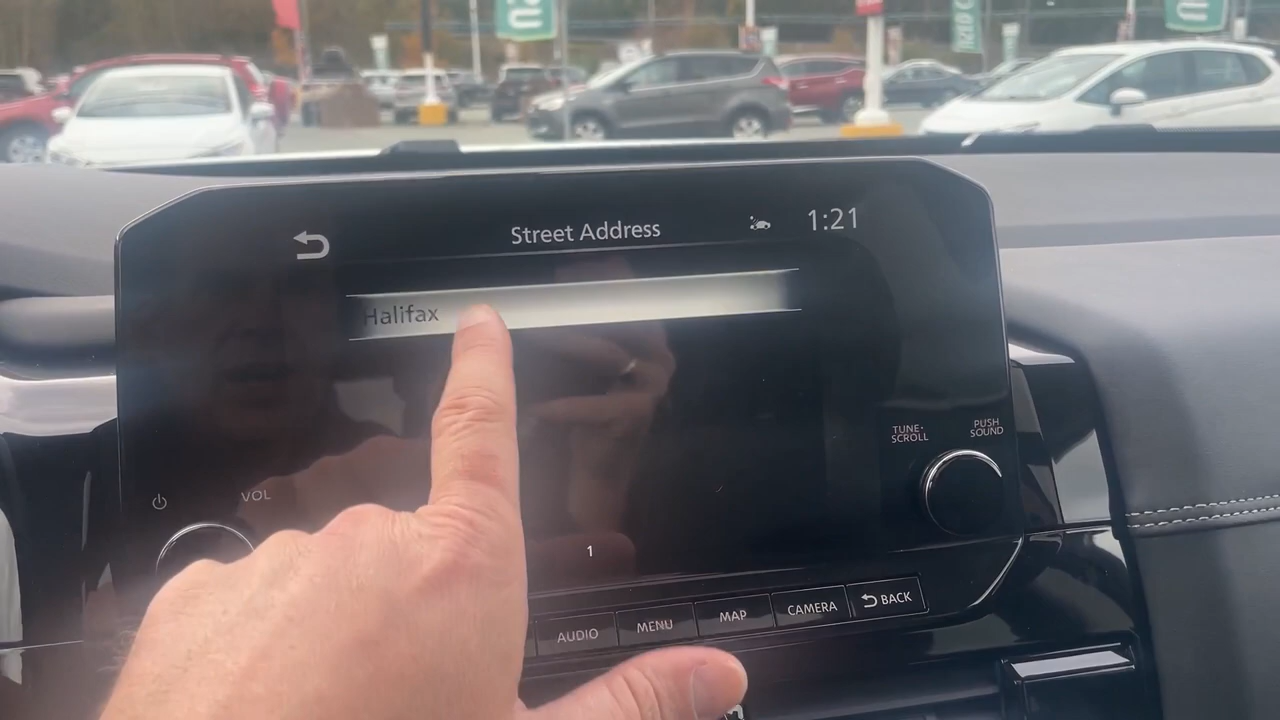 Street Address
1:21
Halifax
TUNE·
SCROLL
PUSH
SOUND
VOL
1
AUDIO
MENU
MAP
CAMERA
BACK